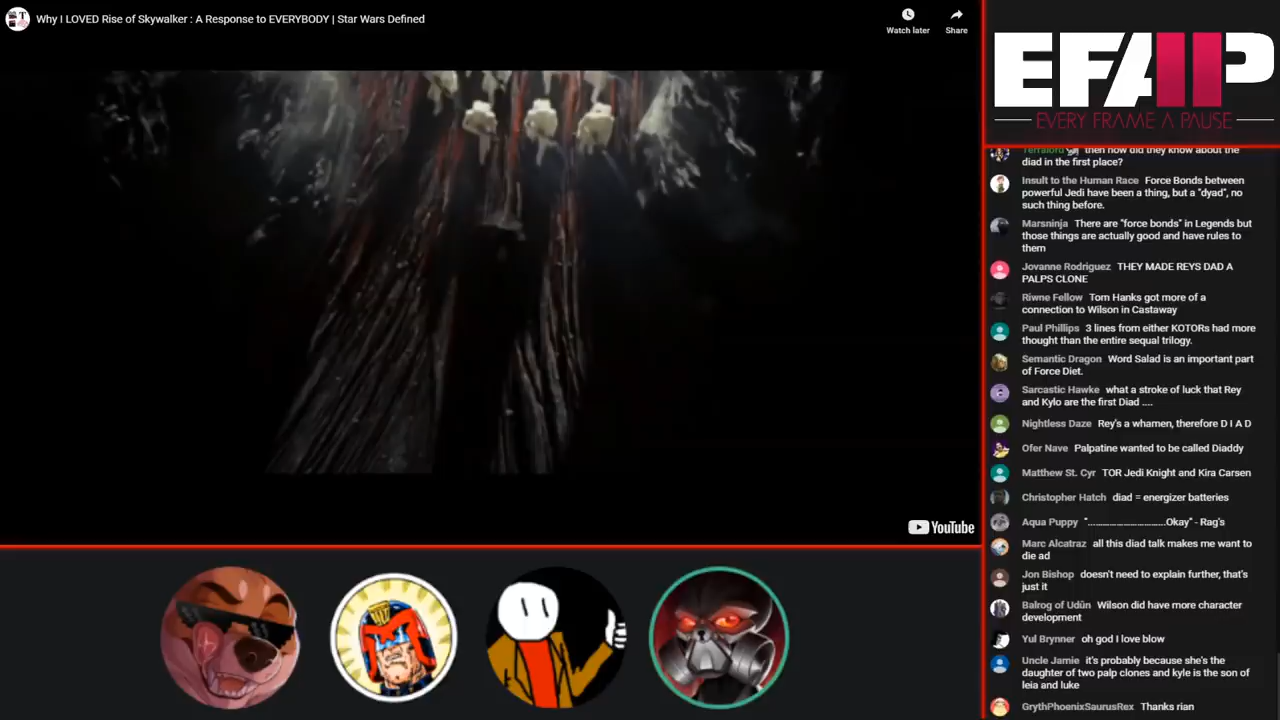 Why I LOVED Rise of Skywalker : A Response to EVERYBODY | Star Wars Defined
Watch later
Share
YouTube
EFAP
EVERY FRAME A PAUSE
Terralord then how did they know about the
diad in the first place?
Insult to the Human Race Force Bonds between
powerful Jedi have been a thing, but a "dyad", no
such thing before.
Marsninja There are "force bonds" in Legends but
those things are actually good and have rules to
them
Jovanne Rodriguez THEY MADE REYS DAD A
PALPS CLONE
Riwne Fellow Tom Hanks got more of a
connection to Wilson in Castaway
Paul Phillips 3 lines from either KOTORs had more
thought than the entire sequal trilogy.
Semantic Dragon Word Salad is an important part
of Force Diet.
Sarcastic Hawke what a stroke of luck that Rey
and Kylo are the first Diad ....
Nightless Daze Rey's a whamen, therefore D I A D
Ofer Nave Palpatine wanted to be called Diaddy
Matthew St. Cyr TOR Jedi Knight and Kira Carsen
Christopher Hatch diad = energizer batteries
Aqua Puppy "..............................Okay" - Rag's
Marc Alcatraz all this diad talk makes me want to
die ad
Jon Bishop doesn't need to explain further, that's
just it
Balrog of Udûn Wilson did have more character
development
Yul Brynner oh god I love blow
Uncle Jamie it's probably because she's the
daughter of two palp clones and kyle is the son of
leia and luke
GrythPhoenixSaurusRex Thanks rian